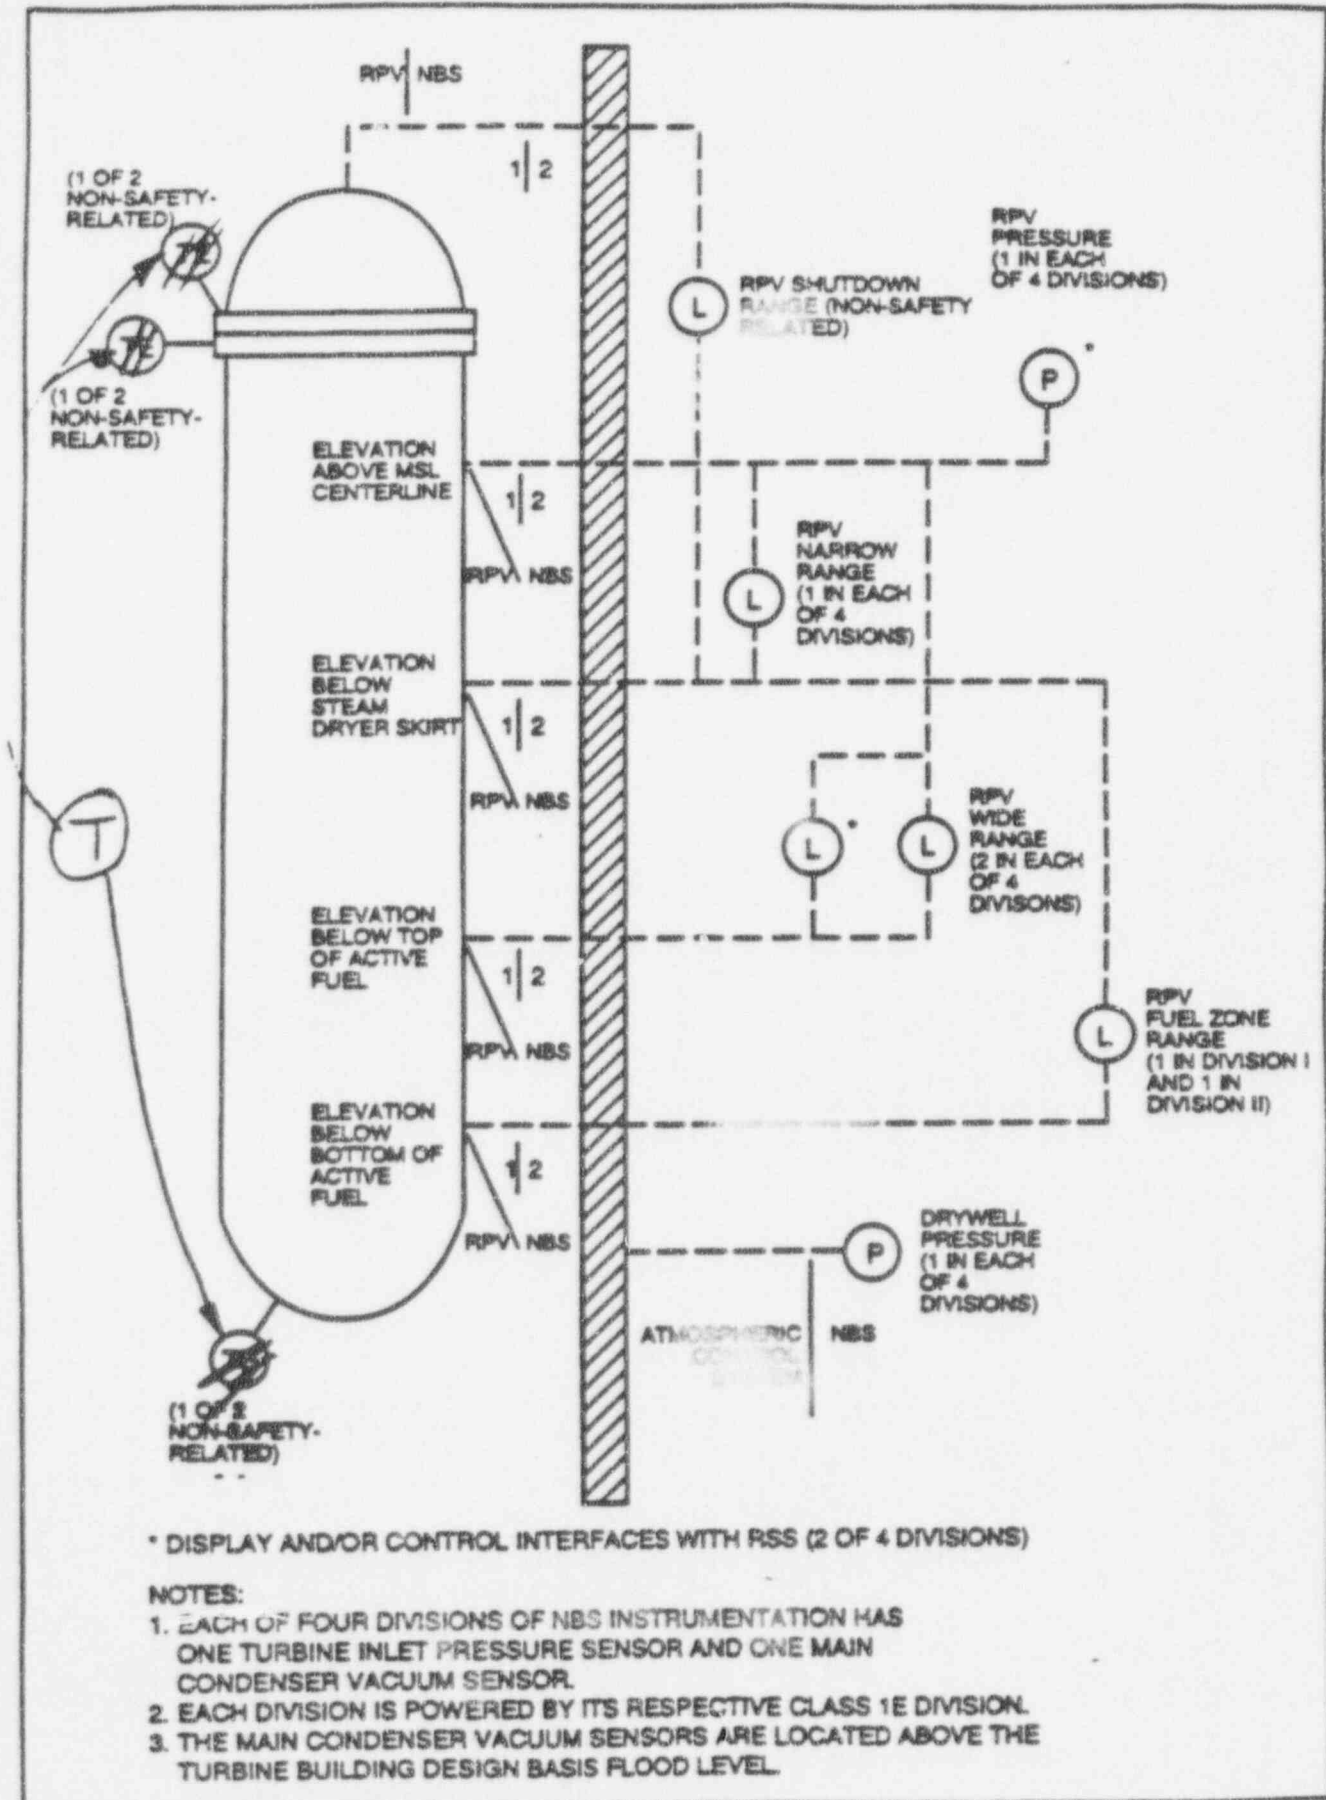 RPV NBS
1 2
(1 OF 2
NON-SAFETY-
RELATED)
RPV
PRESSURE
(1 IN EACH
OF 4 DIVISIONS)
L
RPV SHUTDOWN
RANGE (NON-SAFETY
RELATED)
(1 OF 2
NON-SAFETY-
RELATED)
P *
ELEVATION
ABOVE MSL
CENTERLINE
1 2
RPV NBS
L
RPV
NARROW
RANGE
(1 IN EACH
OF 4
DIVISIONS)
ELEVATION
BELOW
STEAM
DRYER SKIRT
1 2
RPV NBS
T
L *
L
RPV
WIDE
RANGE
(2 IN EACH
OF 4
DIVISONS)
ELEVATION
BELOW TOP
OF ACTIVE
FUEL
1 2
RPV NBS
L
RPV
FUEL ZONE
RANGE
(1 IN DIVISION I
AND 1 IN
DIVISION II)
ELEVATION
BELOW
BOTTOM OF
ACTIVE
FUEL
1 2
RPV NBS
P
DRYWELL
PRESSURE
(1 IN EACH
OF 4
DIVISIONS)
ATMOSPHERIC NBS
CONTROL
SYSTEM
(1 OF
NON-SAFETY-
RELATED)
* DISPLAY AND/OR CONTROL INTERFACES WITH RSS (2 OF 4 DIVISIONS)
NOTES:
1. EACH OF FOUR DIVISIONS OF NBS INSTRUMENTATION HAS
ONE TURBINE INLET PRESSURE SENSOR AND ONE MAIN
CONDENSER VACUUM SENSOR.
2. EACH DIVISION IS POWERED BY ITS RESPECTIVE CLASS 1E DIVISION.
3. THE MAIN CONDENSER VACUUM SENSORS ARE LOCATED ABOVE THE
TURBINE BUILDING DESIGN BASIS FLOOD LEVEL.